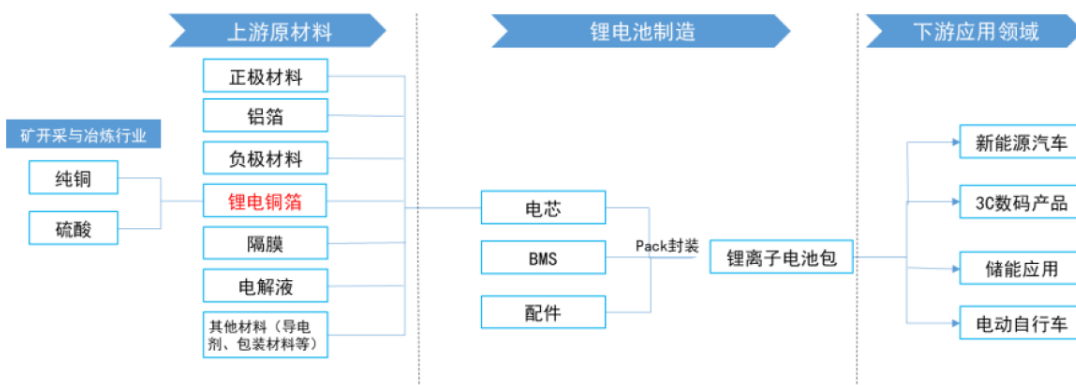 上游原材料
锂电池制造
下游应用领域
矿开采与冶炼行业
纯铜
硫酸
正极材料
铝箔
负极材料
锂电铜箔
隔膜
电解液
其他材料（导电
剂、包装材料等）
电芯
BMS
配件
Pack封装
锂离子电池包
新能源汽车
3C数码产品
储能应用
电动自行车